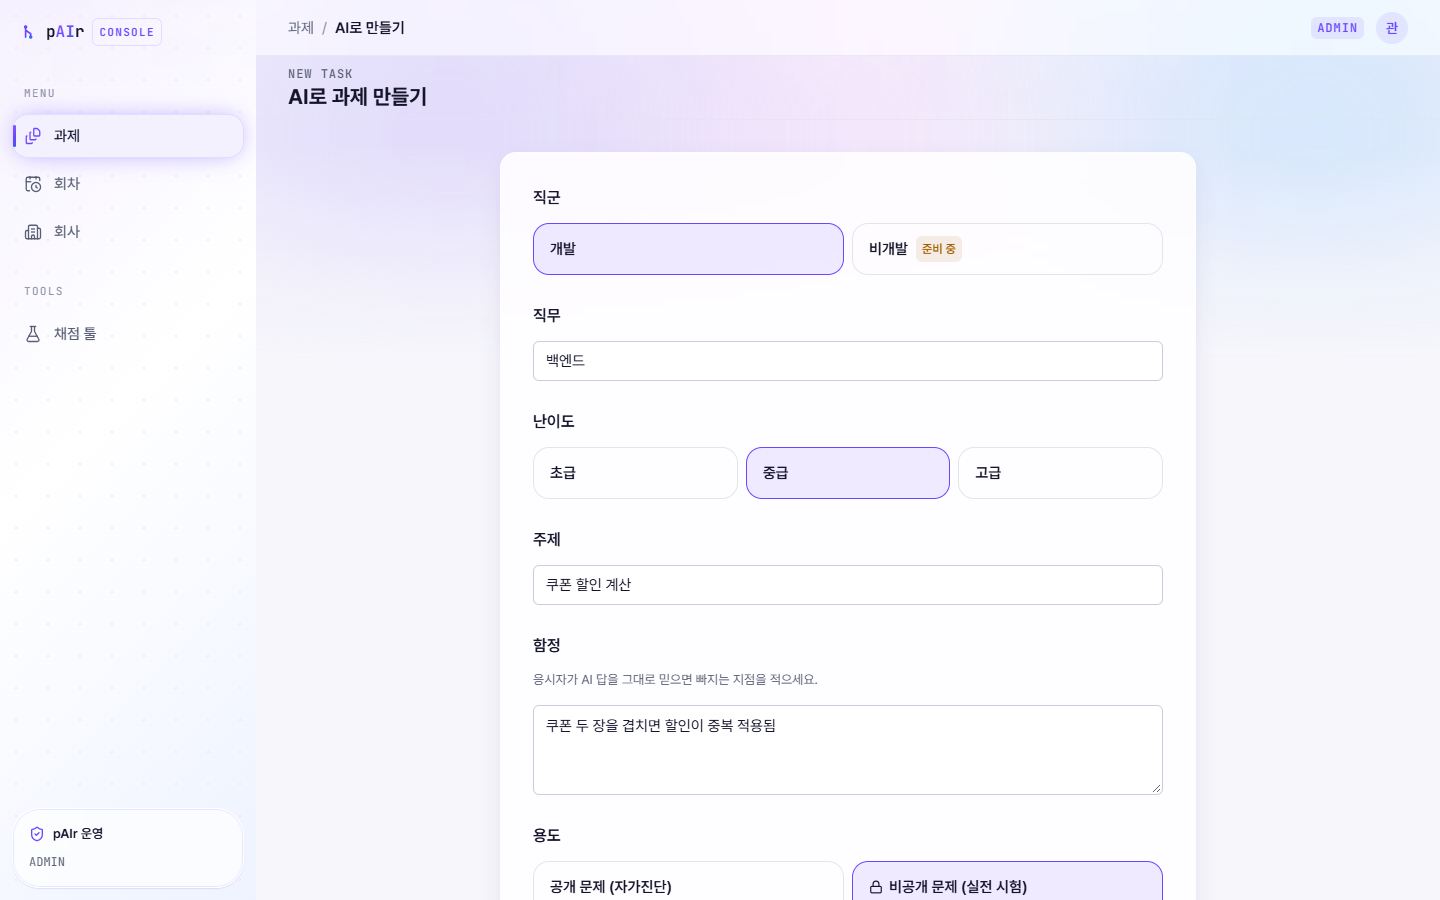 pAIr CONSOLE
과제 / AI로 만들기
ADMIN 관
MENU
과제
회차
회사
TOOLS
채점 툴
pAIr 운영
ADMIN
NEW TASK
AI로 과제 만들기
직군
개발
비개발 준비 중
직무
백엔드
난이도
초급
중급
고급
주제
쿠폰 할인 계산
함정
응시자가 AI 답을 그대로 믿으면 빠지는 지점을 적으세요.
쿠폰 두 장을 겹치면 할인이 중복 적용됨
용도
공개 문제 (자가진단)
비공개 문제 (실전 시험)